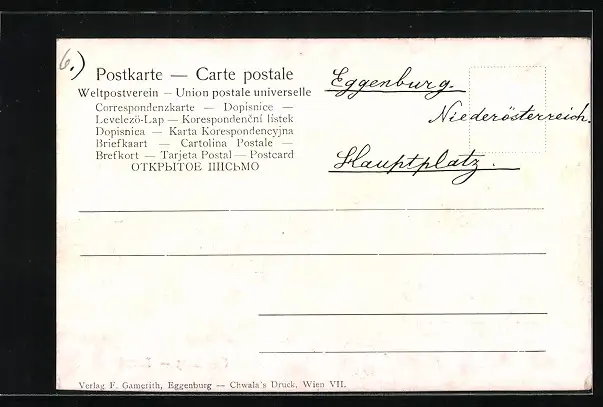 6.)
Postkarte — Carte postale
Weltpostverein — Union postale universelle
Correspondenzkarte — Dopisnice —
Levelező-Lap — Korespondenční lístek
Dopisnica — Karta Korespondencyjna
Briefkaart — Cartolina Postale —
Brefkort — Tarjeta Postal — Postcard
ОТКРЫТОЕ ПИСЬМО
Eggenburg.
Niederösterreich.
Hauptplatz.
Verlag F. Gamerith, Eggenburg — Chwala's Druck, Wien VII.